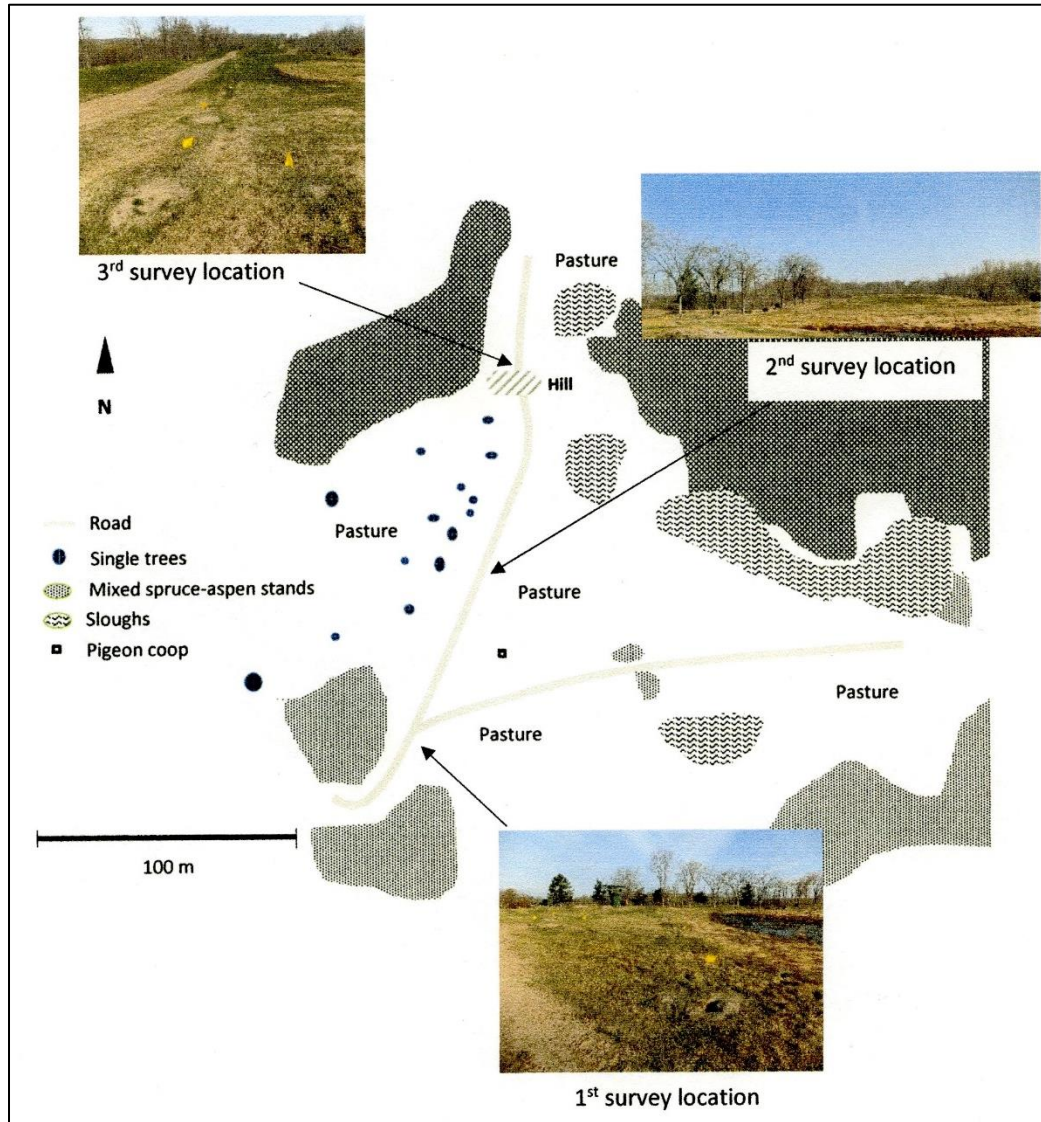 3rd survey location
Pasture
2nd survey location
N
Hill
Pasture
Road
Single trees
Mixed spruce-aspen stands
Sloughs
Pigeon coop
Pasture
Pasture
Pasture
100 m
1st survey location